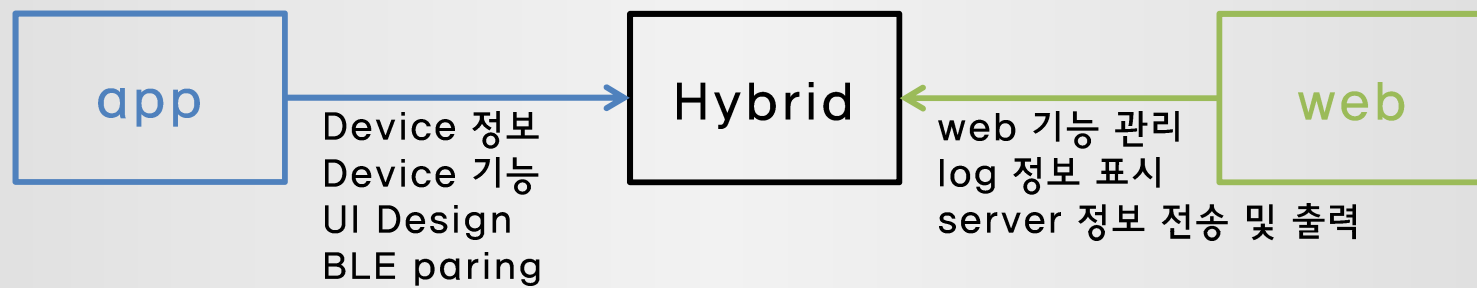 app
Device 정보
Device 기능
UI Design
BLE paring
Hybrid
web 기능 관리
log 정보 표시
server 정보 전송 및 출력
web